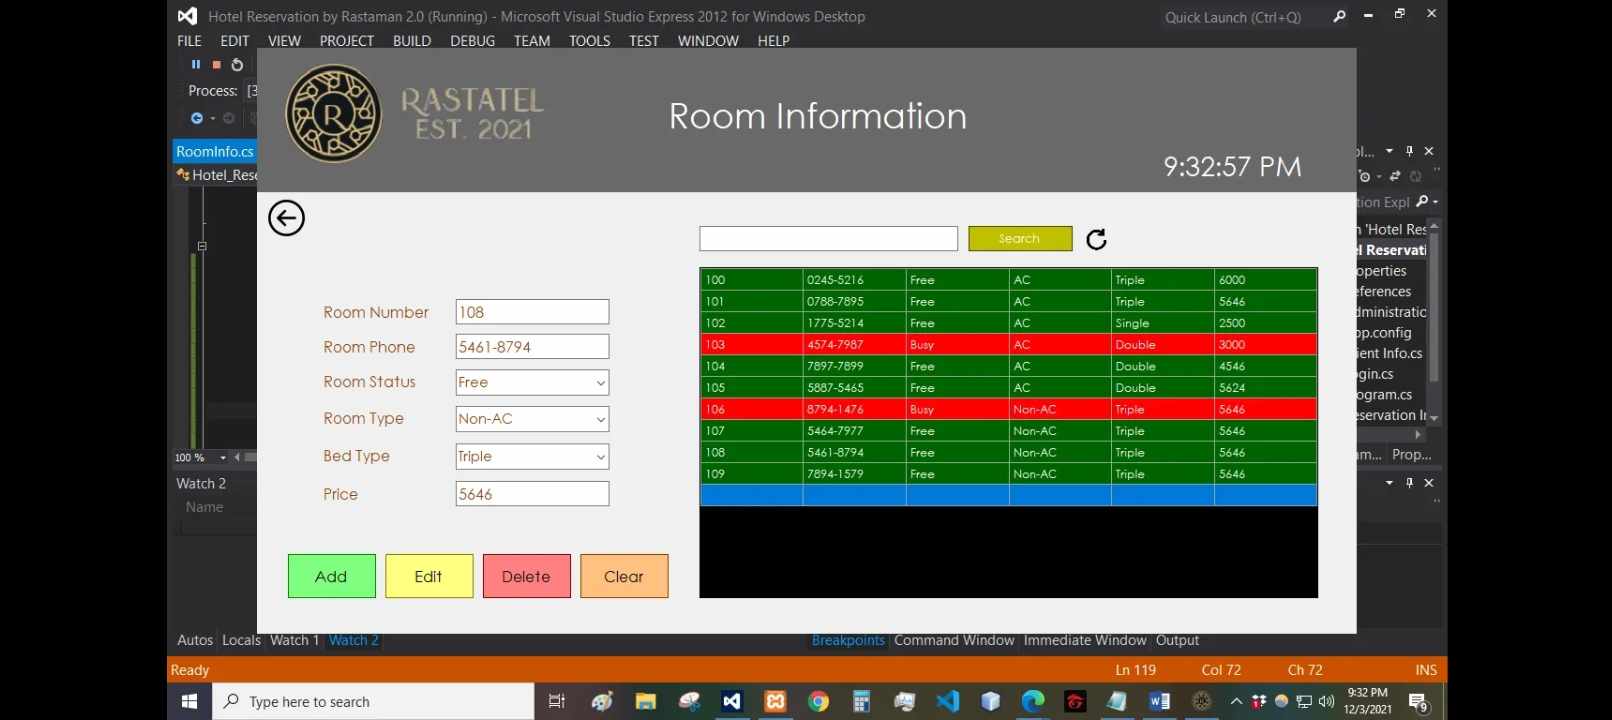 Hotel Reservation by Rastaman 2.0 (Running) - Microsoft Visual Studio Express 2012 for Windows Desktop
Quick Launch (Ctrl+Q)
FILE EDIT VIEW PROJECT BUILD DEBUG TEAM TOOLS TEST WINDOW HELP
Process: [3
R
RASTATEL
EST. 2021
Room Information
9:32:57 PM
RoomInfo.cs
Hotel_Rese
Search
Room Number 108
Room Phone 5461-8794
Room Status Free
Room Type Non-AC
Bed Type Triple
Price 5646
Add Edit Delete Clear
100 0245-5216 Free AC Triple 6000
101 0788-7895 Free AC Triple 5646
102 1775-5214 Free AC Single 2500
103 4574-7987 Busy AC Double 3000
104 7897-7899 Free AC Double 4546
105 5887-5465 Free AC Double 5624
106 8794-1476 Busy Non-AC Triple 5646
107 5464-7977 Free Non-AC Triple 5646
108 5461-8794 Free Non-AC Triple 5646
109 7894-1579 Free Non-AC Triple 5646
pl...
tion Expl
n 'Hotel Res
el Reservati
operties
eferences
dministratio
pp.config
ient Info.cs
ogin.cs
ogram.cs
eservation In
am... Prop...
100 %
Watch 2
Name
Autos Locals Watch 1 Watch 2
Breakpoints Command Window Immediate Window Output
Ready
Ln 119 Col 72 Ch 72 INS
Type here to search
9:32 PM
12/3/2021
9